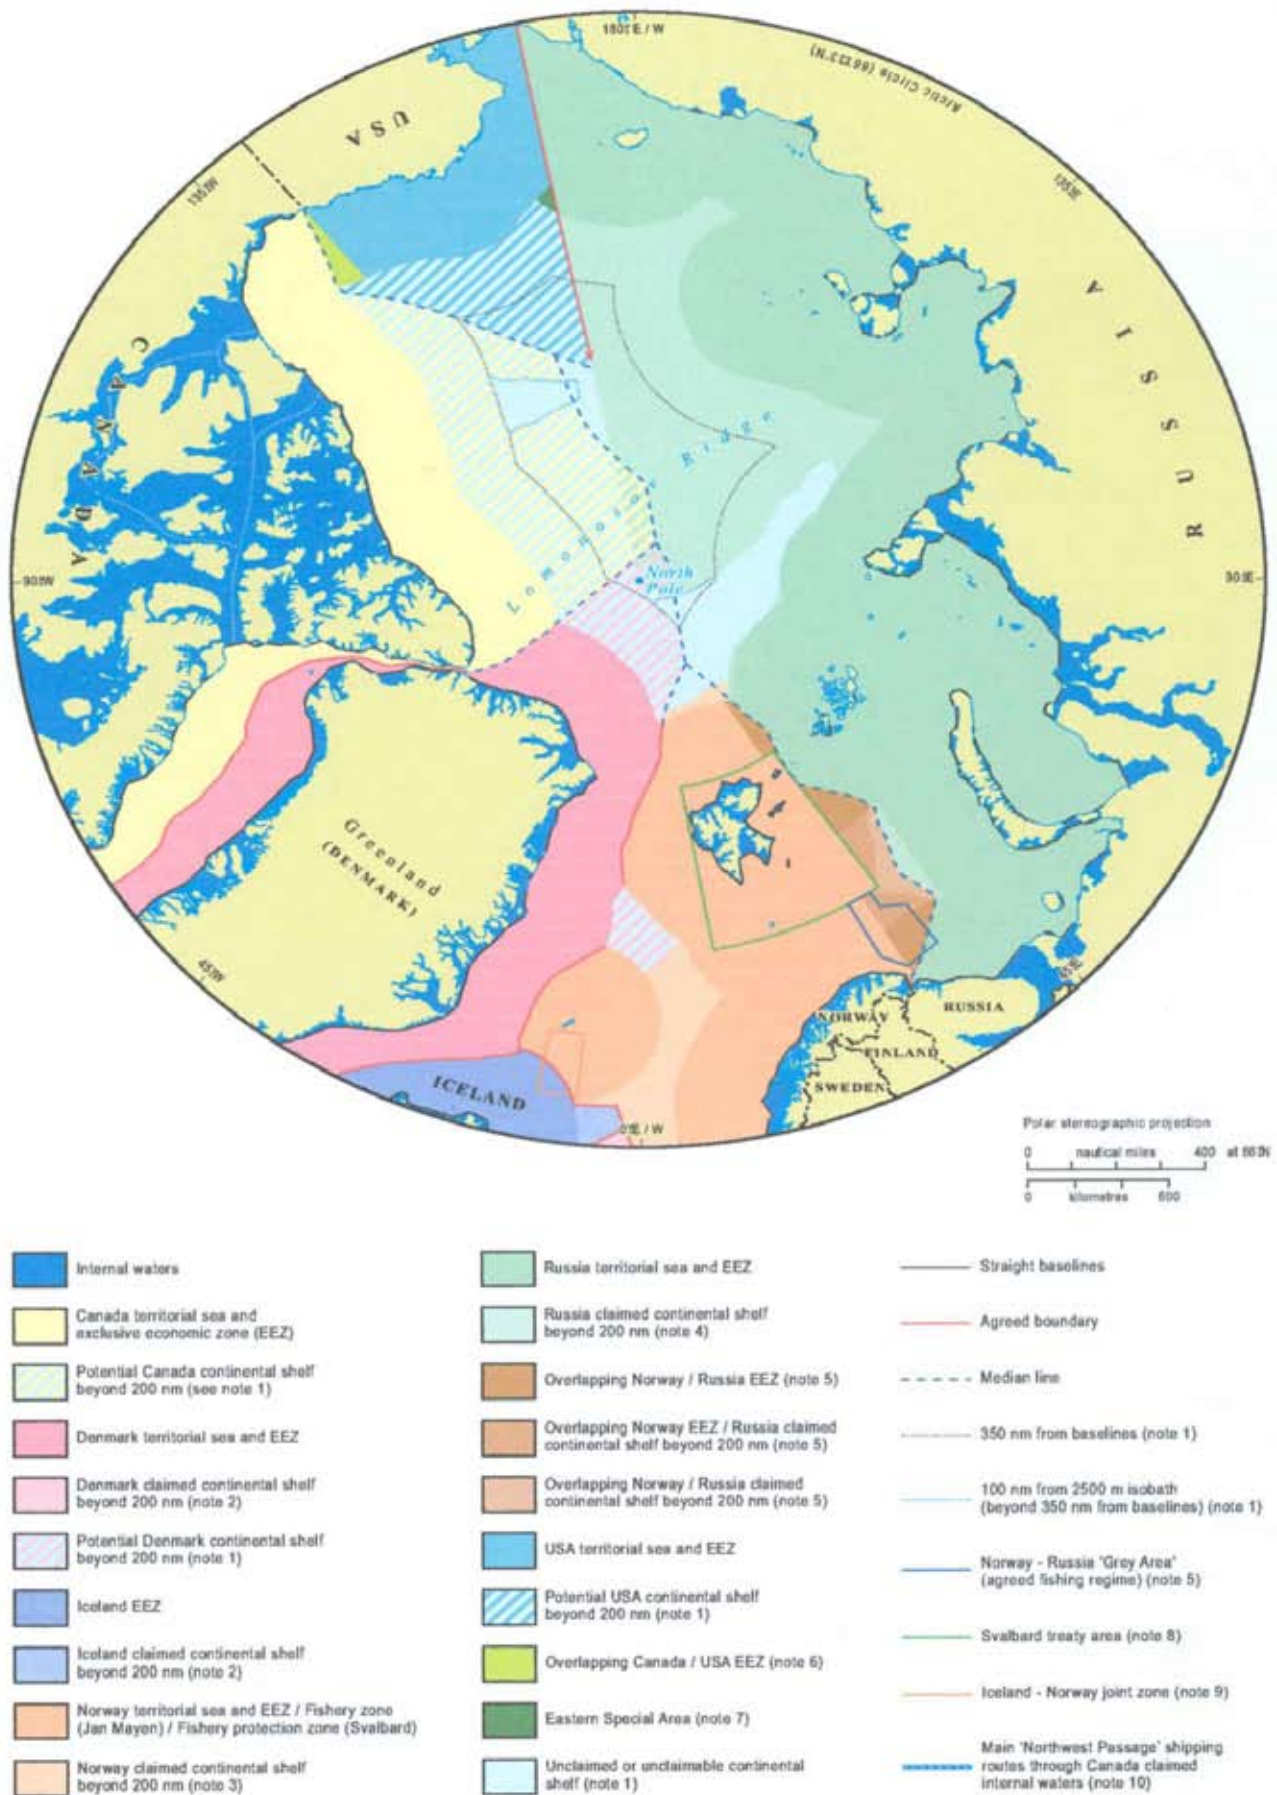 180° E / W
Arctic Circle (66°33'N)
USA
135°W
135°E
CANADA
RUSSIA
Lomonosov Ridge
90°W
North
Pole
90°E
Greenland
(DENMARK)
45°W
45°E
NORWAY
RUSSIA
FINLAND
SWEDEN
ICELAND
0°E / W
Polar stereographic projection
0 nautical miles 400 at 66°N
0 kilometres 600
Internal waters
Canada territorial sea and
exclusive economic zone (EEZ)
Potential Canada continental shelf
beyond 200 nm (see note 1)
Denmark territorial sea and EEZ
Denmark claimed continental shelf
beyond 200 nm (note 2)
Potential Denmark continental shelf
beyond 200 nm (note 1)
Iceland EEZ
Iceland claimed continental shelf
beyond 200 nm (note 2)
Norway territorial sea and EEZ / Fishery zone
(Jan Mayen) / Fishery protection zone (Svalbard)
Norway claimed continental shelf
beyond 200 nm (note 3)
Russia territorial sea and EEZ
Russia claimed continental shelf
beyond 200 nm (note 4)
Overlapping Norway / Russia EEZ (note 5)
Overlapping Norway EEZ / Russia claimed
continental shelf beyond 200 nm (note 5)
Overlapping Norway / Russia claimed
continental shelf beyond 200 nm (note 5)
USA territorial sea and EEZ
Potential USA continental shelf
beyond 200 nm (note 1)
Overlapping Canada / USA EEZ (note 6)
Eastern Special Area (note 7)
Unclaimed or unclaimable continental
shelf (note 1)
Straight baselines
Agreed boundary
Median line
350 nm from baselines (note 1)
100 nm from 2500 m isobath
(beyond 350 nm from baselines) (note 1)
Norway - Russia 'Grey Area'
(agreed fishing regime) (note 5)
Svalbard treaty area (note 8)
Iceland - Norway joint zone (note 9)
Main 'Northwest Passage' shipping
routes through Canada claimed
internal waters (note 10)